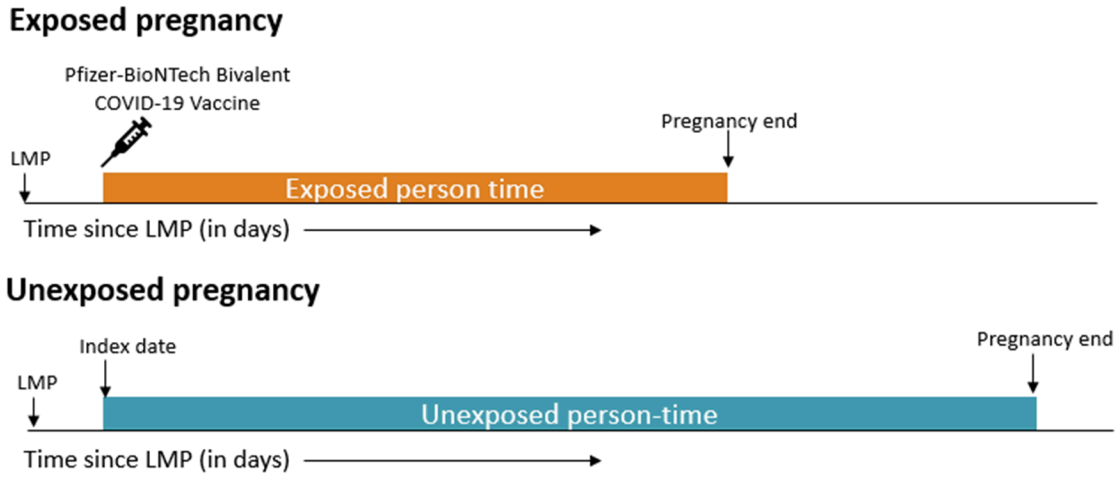 Exposed pregnancy
Pfizer-BioNTech Bivalent
COVID-19 Vaccine
Pregnancy end
LMP
Exposed person time
Time since LMP (in days)
Unexposed pregnancy
Index date
Pregnancy end
LMP
Unexposed person-time
Time since LMP (in days)